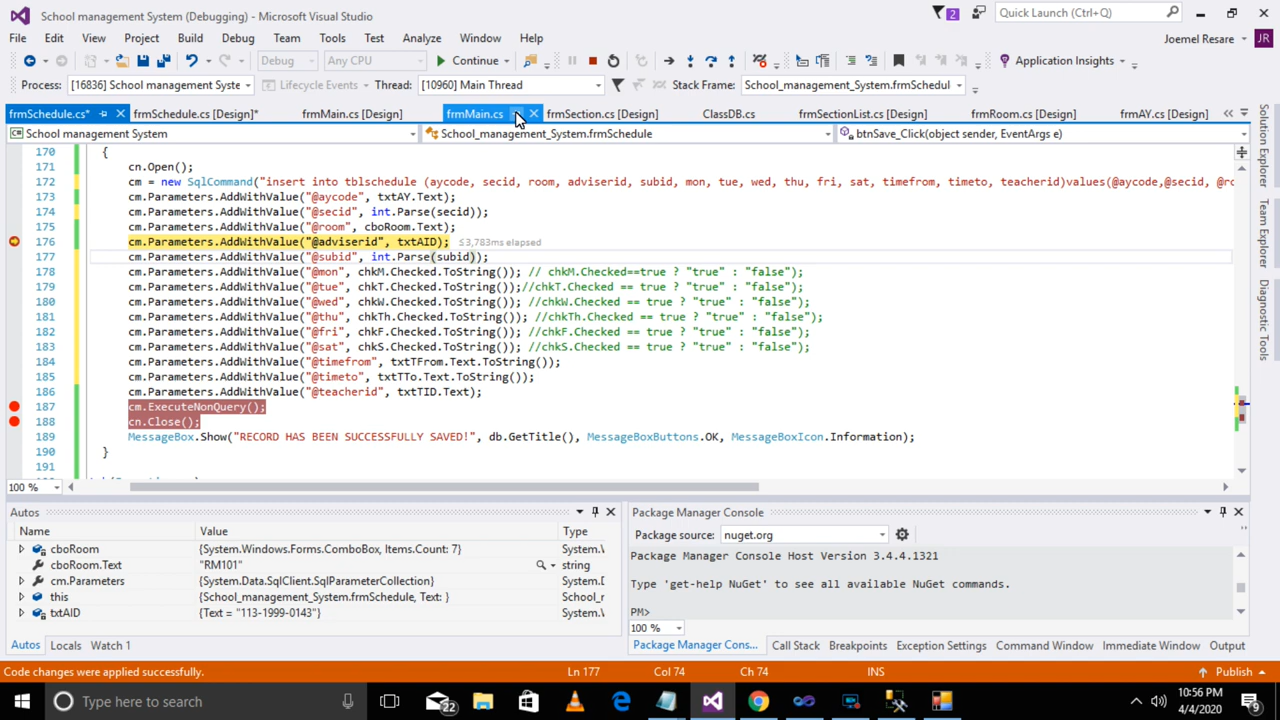 School management System (Debugging) - Microsoft Visual Studio
2
Quick Launch (Ctrl+Q)
File Edit View Project Build Debug Team Tools Test Analyze Window Help
Joemel Resare JR
Debug Any CPU Continue Application Insights
Process: [16836] School management Syste Lifecycle Events Thread: [10960] Main Thread Stack Frame: School_management_System.frmSchedul
frmSchedule.cs* frmSchedule.cs [Design]* frmMain.cs [Design] frmMain.cs frmSection.cs [Design] ClassDB.cs frmSectionList.cs [Design] frmRoom.cs [Design] frmAY.cs [Design]
School management System School_management_System.frmSchedule btnSave_Click(object sender, EventArgs e)
170 {
171 cn.Open();
172 cm = new SqlCommand("insert into tblschedule (aycode, secid, room, adviserid, subid, mon, tue, wed, thu, fri, sat, timefrom, timeto, teacherid)values(@aycode,@secid, @ro
173 cm.Parameters.AddWithValue("@aycode", txtAY.Text);
174 cm.Parameters.AddWithValue("@secid", int.Parse(secid));
175 cm.Parameters.AddWithValue("@room", cboRoom.Text);
176 cm.Parameters.AddWithValue("@adviserid", txtAID); ≤3,783ms elapsed
177 cm.Parameters.AddWithValue("@subid", int.Parse(subid));
178 cm.Parameters.AddWithValue("@mon", chkM.Checked.ToString()); // chkM.Checked==true ? "true" : "false");
179 cm.Parameters.AddWithValue("@tue", chkT.Checked.ToString());//chkT.Checked == true ? "true" : "false");
180 cm.Parameters.AddWithValue("@wed", chkW.Checked.ToString()); //chkW.Checked == true ? "true" : "false");
181 cm.Parameters.AddWithValue("@thu", chkTh.Checked.ToString()); //chkTh.Checked == true ? "true" : "false");
182 cm.Parameters.AddWithValue("@fri", chkF.Checked.ToString()); //chkF.Checked == true ? "true" : "false");
183 cm.Parameters.AddWithValue("@sat", chkS.Checked.ToString()); //chkS.Checked == true ? "true" : "false");
184 cm.Parameters.AddWithValue("@timefrom", txtTFrom.Text.ToString());
185 cm.Parameters.AddWithValue("@timeto", txtTTo.Text.ToString());
186 cm.Parameters.AddWithValue("@teacherid", txtTID.Text);
187 cm.ExecuteNonQuery();
188 cn.Close();
189 MessageBox.Show("RECORD HAS BEEN SUCCESSFULLY SAVED!", db.GetTitle(), MessageBoxButtons.OK, MessageBoxIcon.Information);
190 }
191
100 %
Solution Explorer
Team Explorer
Diagnostic Tools
Autos
Name Value Type
cboRoom {System.Windows.Forms.ComboBox, Items.Count: 7} System.\
cboRoom.Text "RM101" string
cm.Parameters {System.Data.SqlClient.SqlParameterCollection} System.\
this {School_management_System.frmSchedule, Text: } School_r
txtAID {Text = "113-1999-0143"} System.\
Autos Locals Watch 1
Package Manager Console
Package source: nuget.org
Package Manager Console Host Version 3.4.4.1321
Type 'get-help NuGet' to see all available NuGet commands.
PM>
100 %
Package Manager Cons... Call Stack Breakpoints Exception Settings Command Window Immediate Window Output
Code changes were applied successfully. Ln 177 Col 74 Ch 74 INS Publish
Type here to search
22
10:56 PM
4/4/2020
9